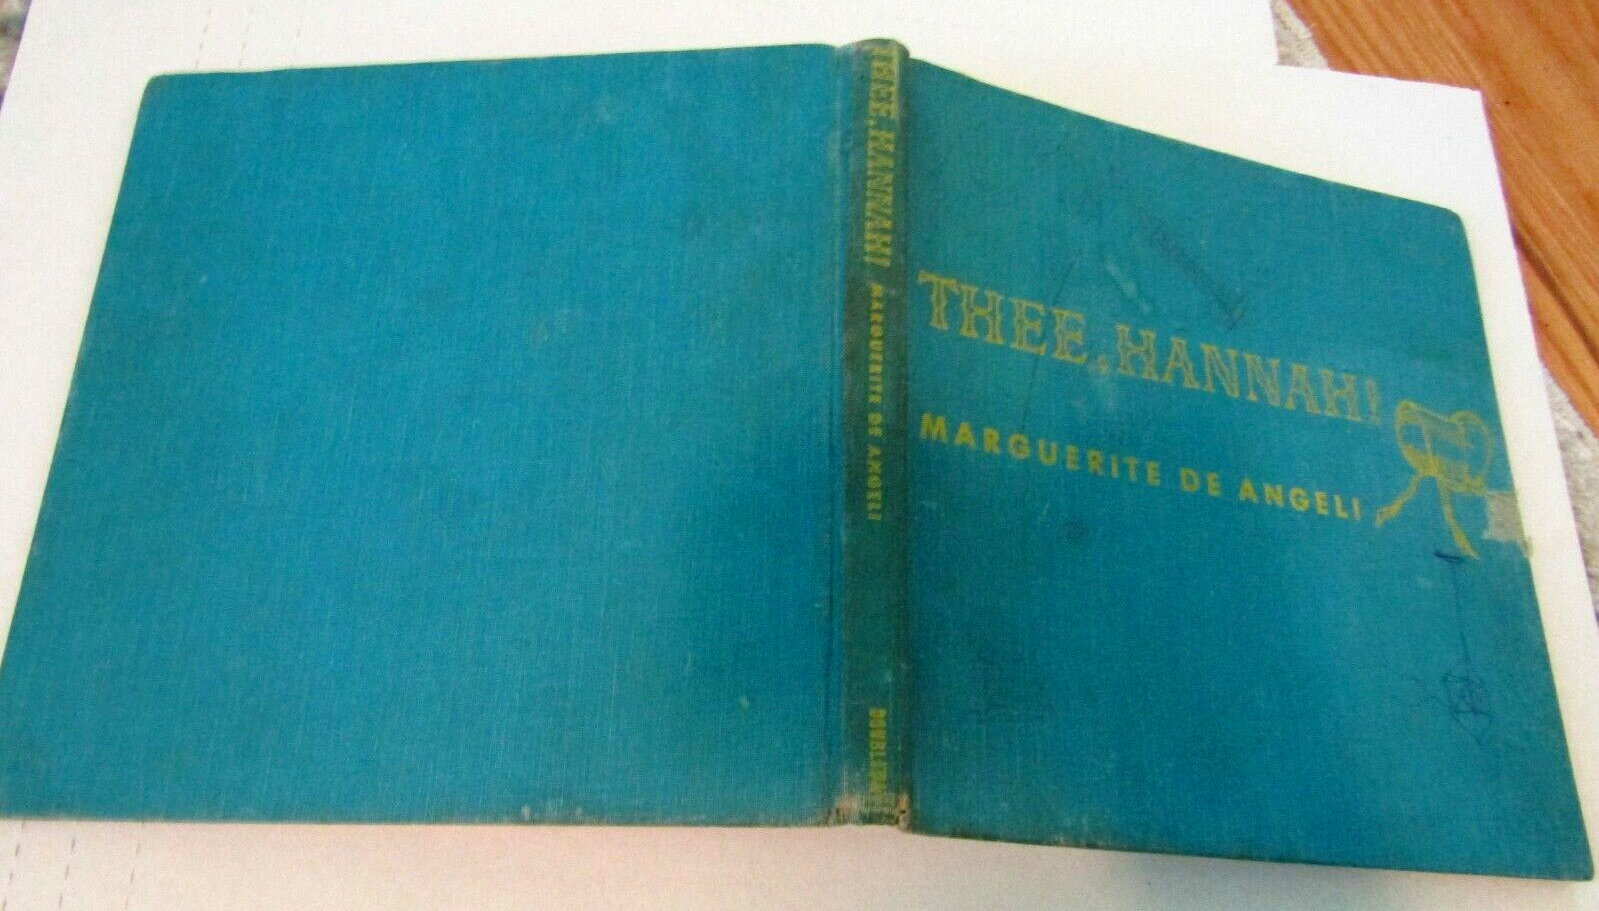 THEE, HANNAH!
MARGUERITE DE ANGELI
DOUBLEDAY
THEE, HANNAH!
MARGUERITE DE ANGELI